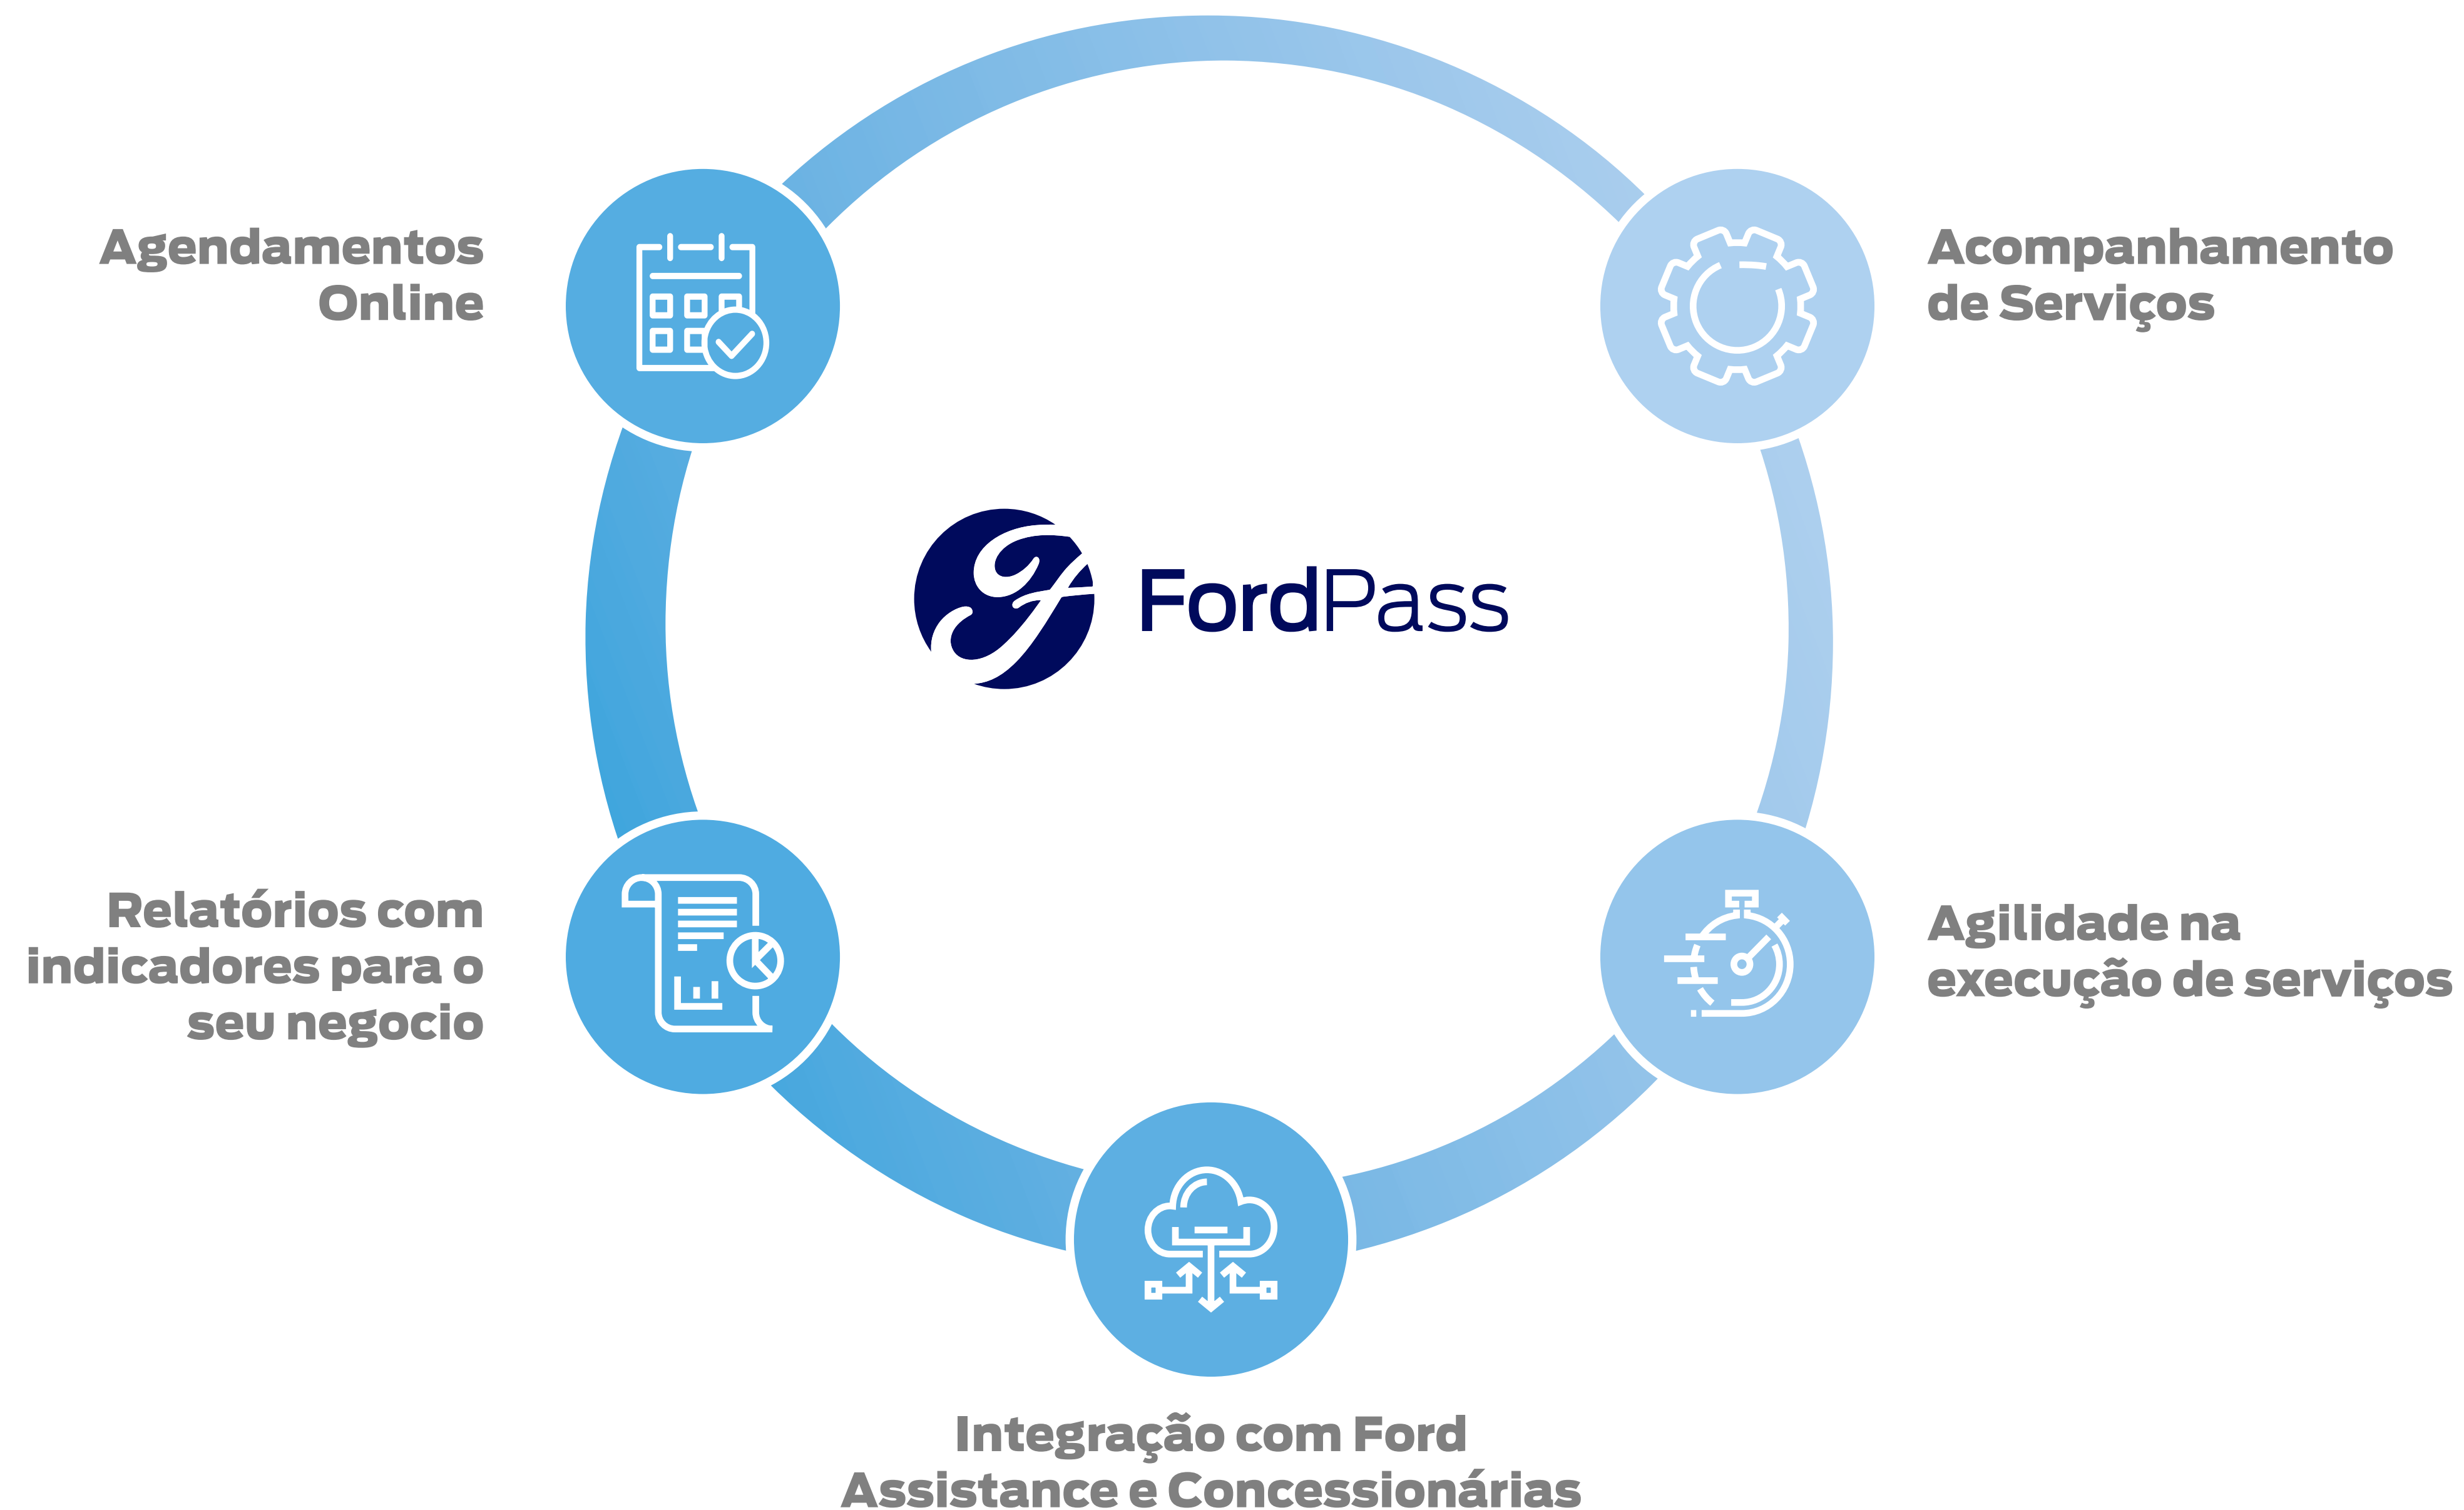 Agendamentos
Online
Acompanhamento
de Serviços
FordPass
Relatórios com
indicadores para o
seu negocio
Agilidade na
execução de serviços
Integração com Ford
Assistance e Concessionárias